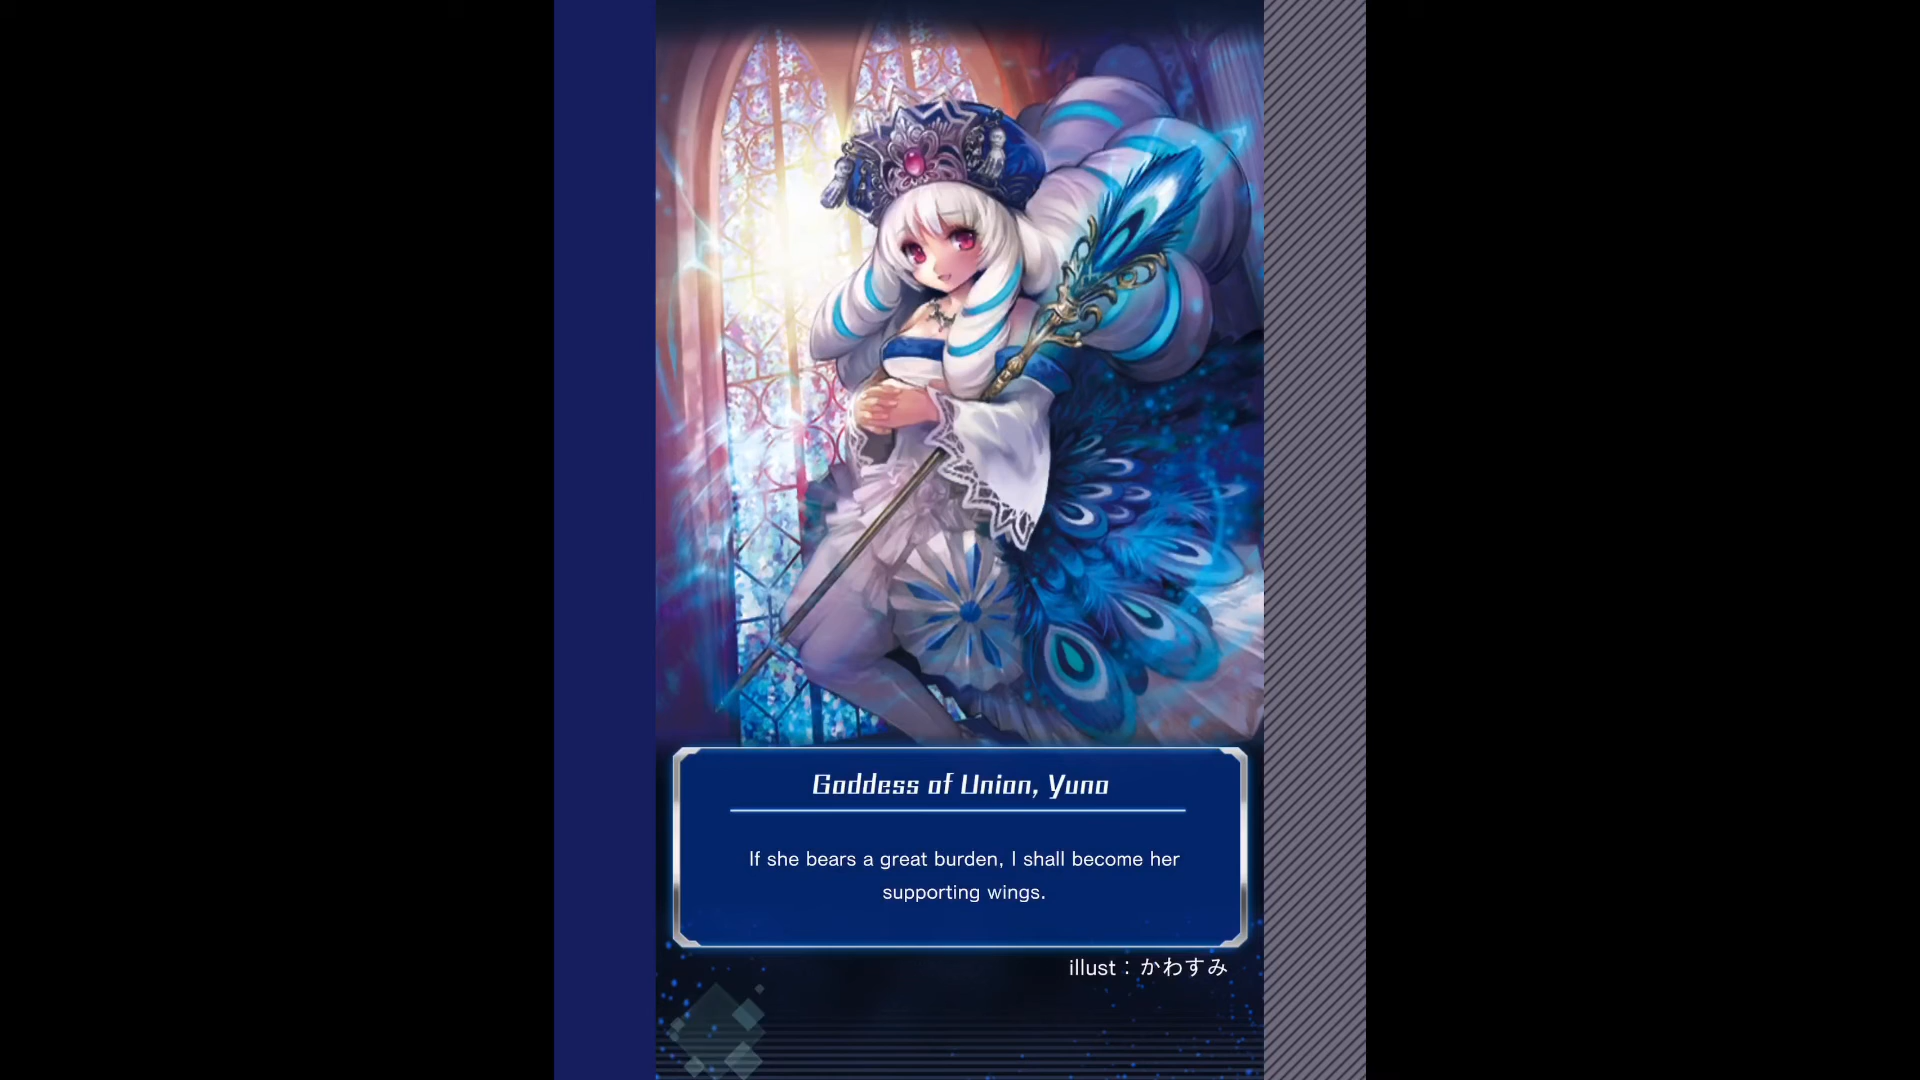 Goddess of Union, Yuno
If she bears a great burden, I shall become her
supporting wings.
illust : かわすみ